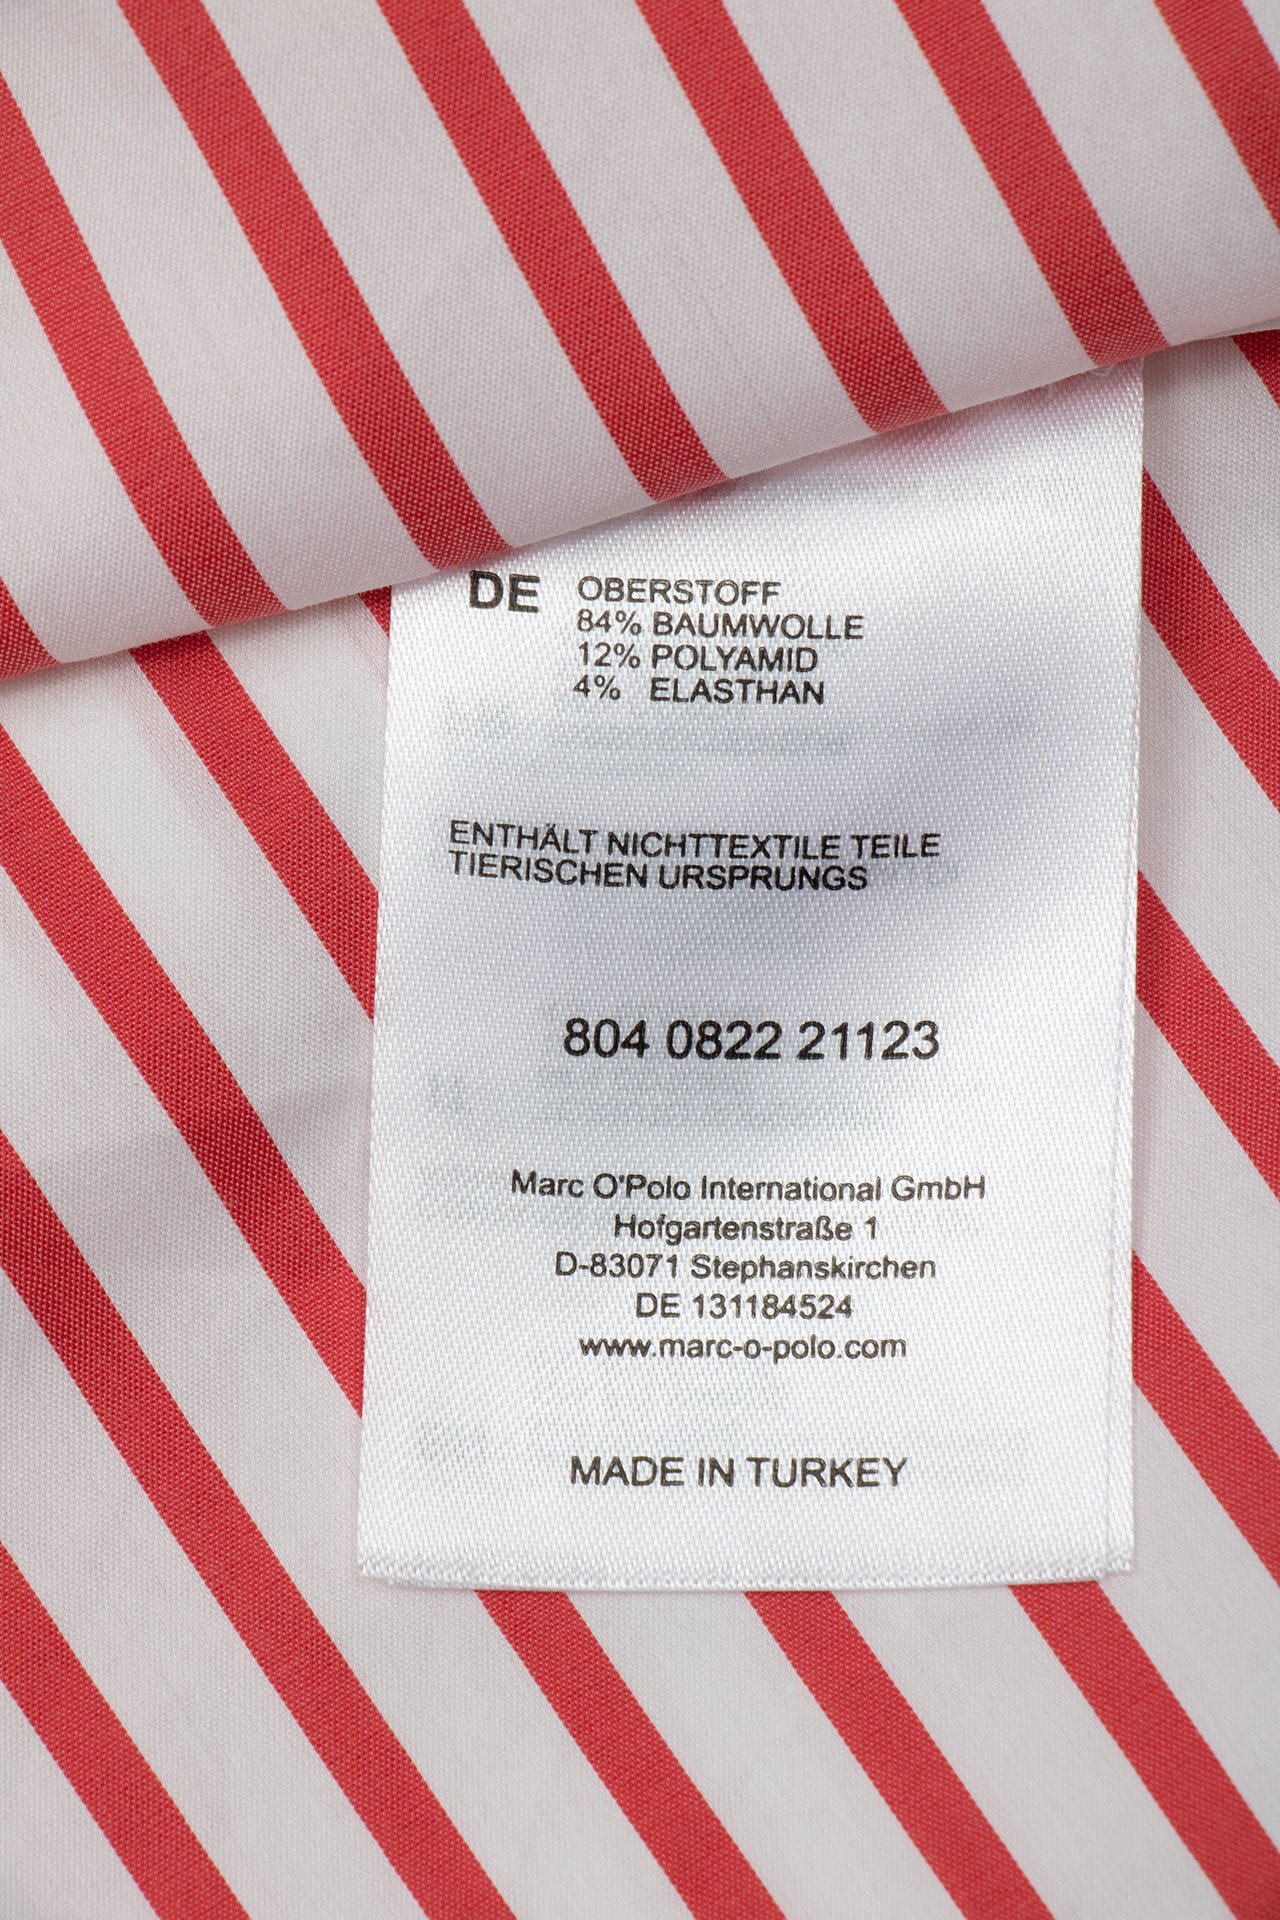 DE OBERSTOFF
84% BAUMWOLLE
12% POLYAMID
4% ELASTHAN
ENTHÄLT NICHTTEXTILE TEILE
TIERISCHEN URSPRUNGS
804 0822 21123
Marc O'Polo International GmbH
Hofgartenstraße 1
D-83071 Stephanskirchen
DE 131184524
www.marc-o-polo.com
MADE IN TURKEY